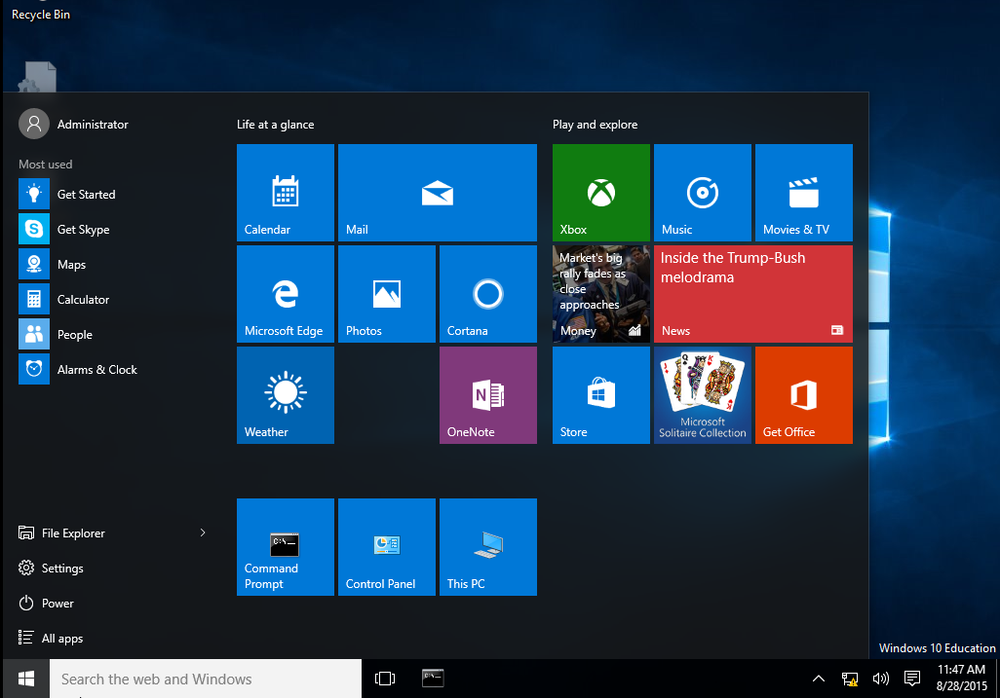 Recycle Bin
Administrator
Most used
Get Started
Get Skype
Maps
Calculator
People
Alarms & Clock
File Explorer
Settings
Power
All apps
Life at a glance
Calendar
Mail
Microsoft Edge
Photos
Cortana
Weather
OneNote
Command
Prompt
Control Panel
This PC
Play and explore
Xbox
Music
Movies & TV
Market's big
rally fades as
close
approaches
Money
Inside the Trump-Bush
melodrama
News
Store
Microsoft
Solitaire Collection
Get Office
Windows 10 Education
Search the web and Windows
11:47 AM
8/28/2015